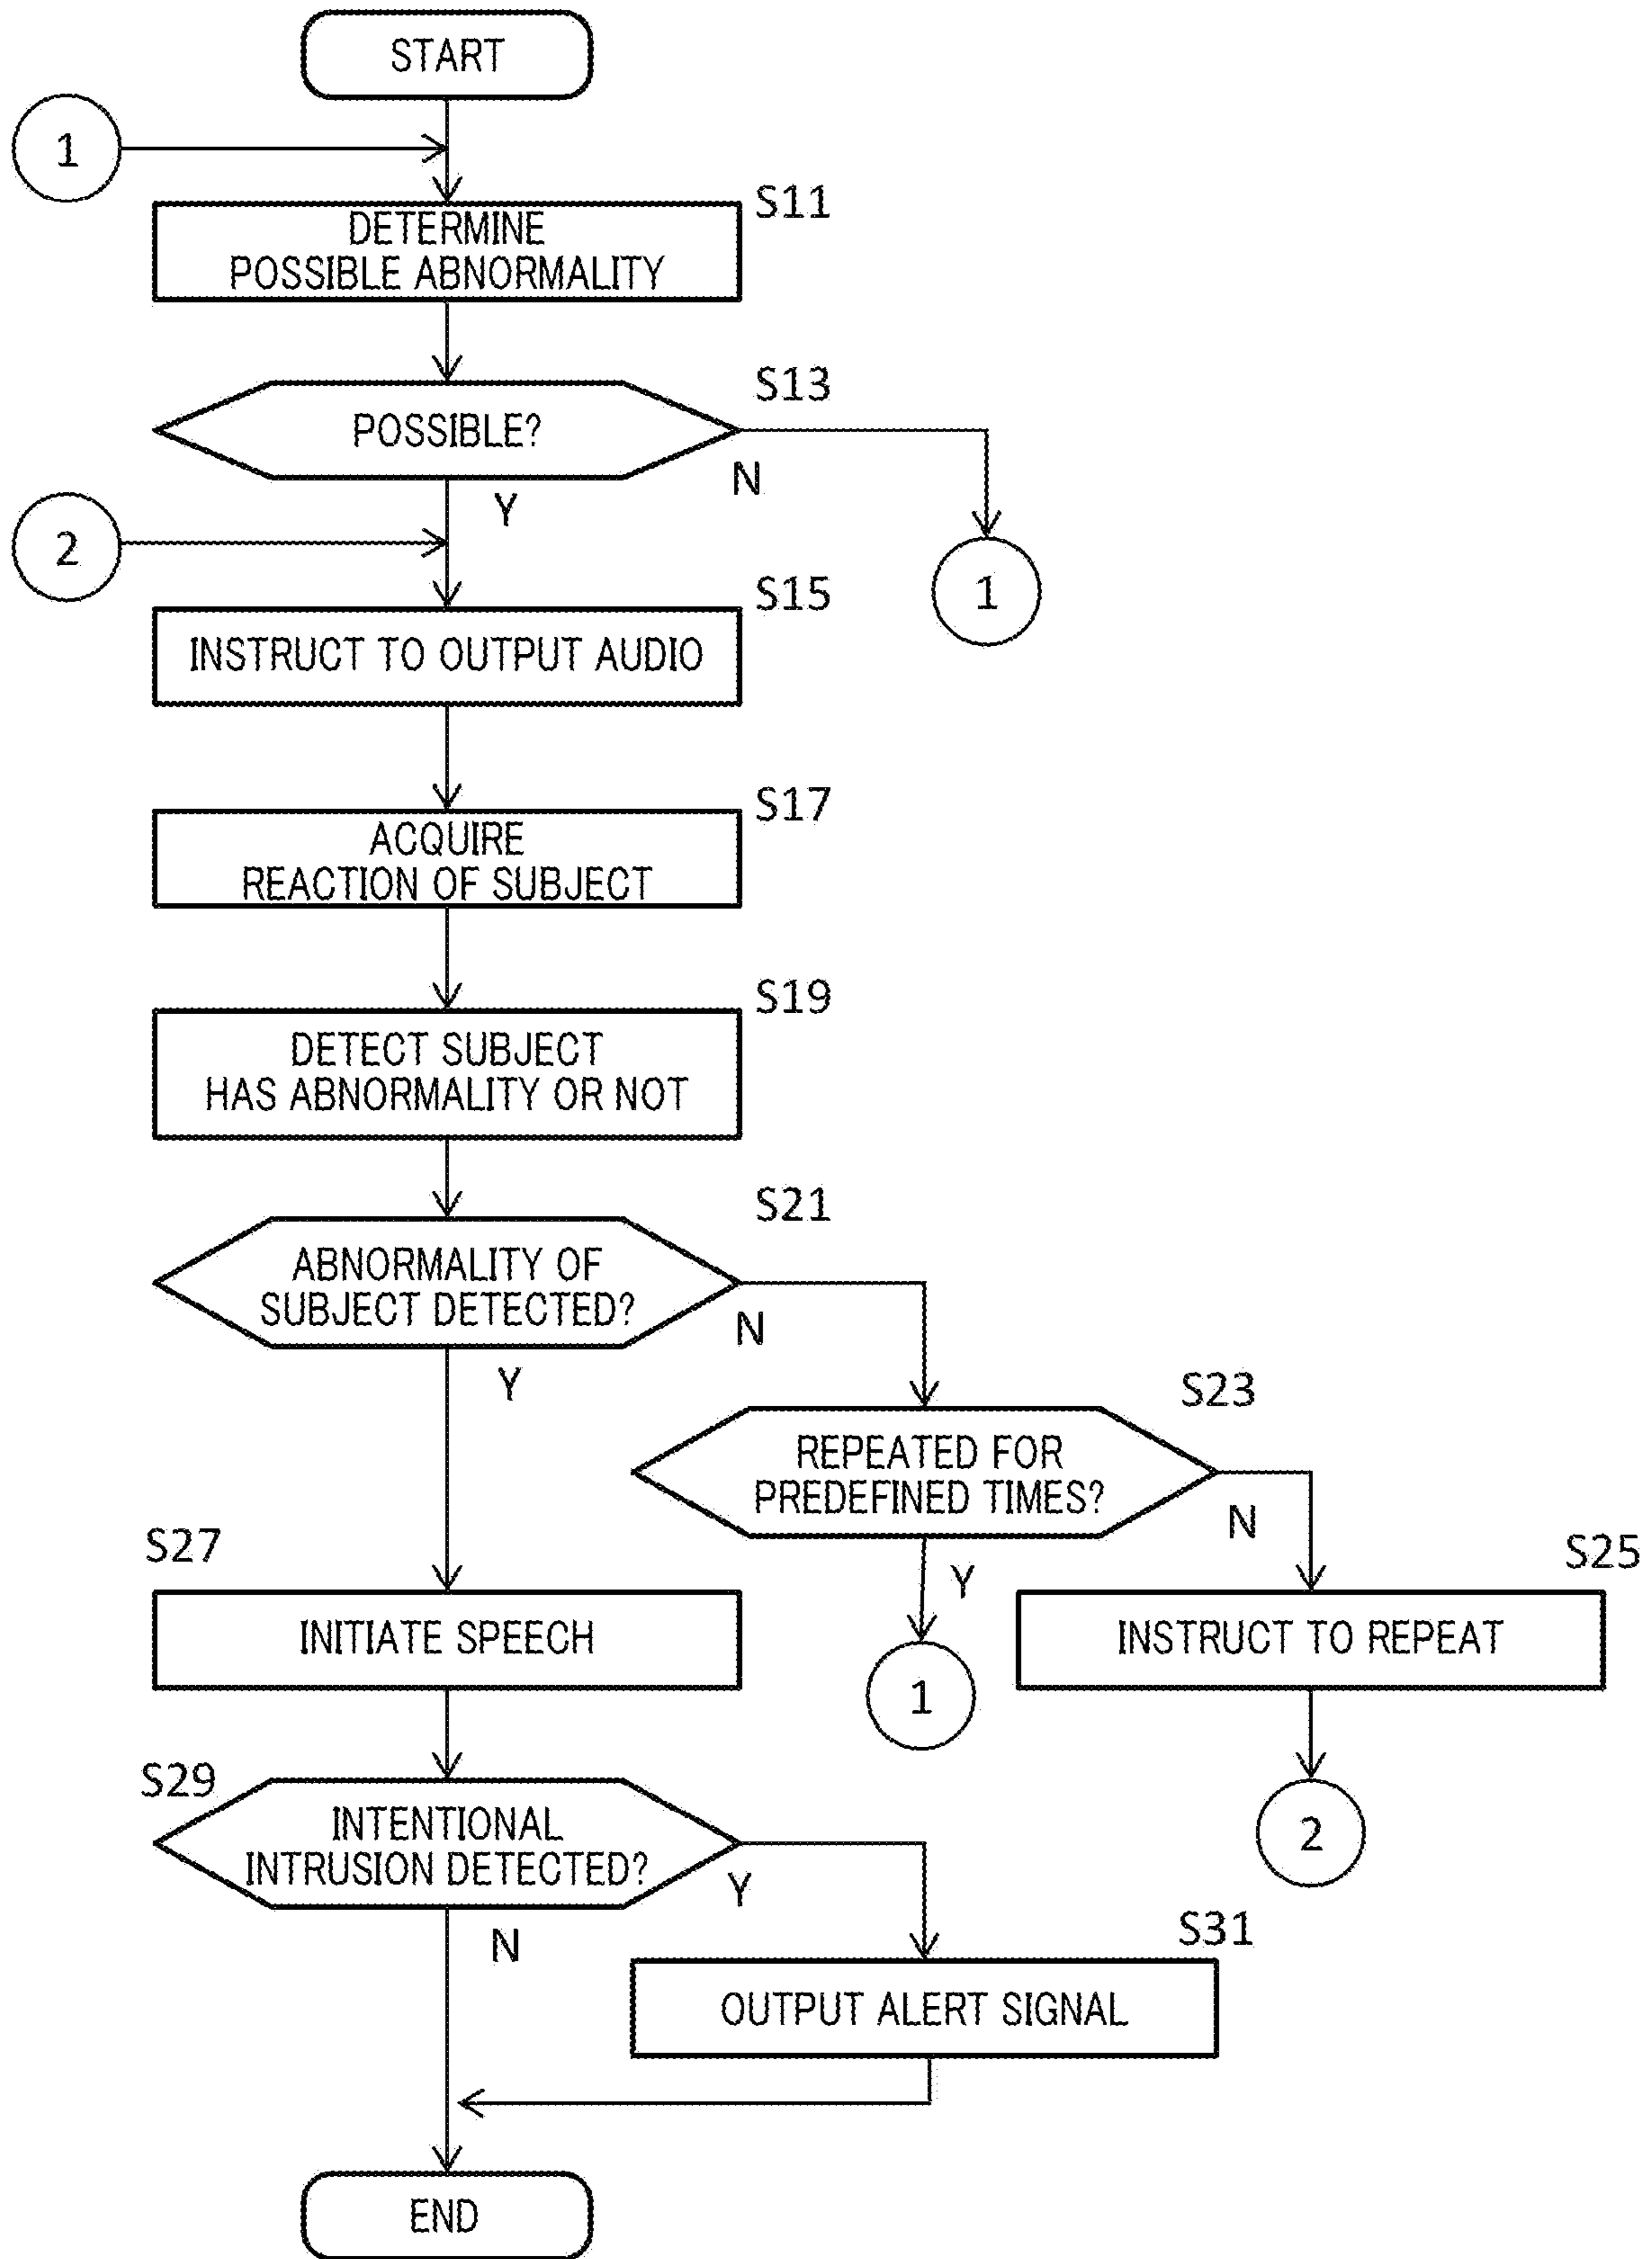 START
1
S11
DETERMINE
POSSIBLE ABNORMALITY
S13
POSSIBLE?
N
Y
2
1
S15
INSTRUCT TO OUTPUT AUDIO
S17
ACQUIRE
REACTION OF SUBJECT
S19
DETECT SUBJECT
HAS ABNORMALITY OR NOT
S21
ABNORMALITY OF
SUBJECT DETECTED?
N
Y
S23
REPEATED FOR
PREDEFINED TIMES?
N
Y
S27
INITIATE SPEECH
S25
INSTRUCT TO REPEAT
1
2
S29
INTENTIONAL
INTRUSION DETECTED?
Y
N
S31
OUTPUT ALERT SIGNAL
END